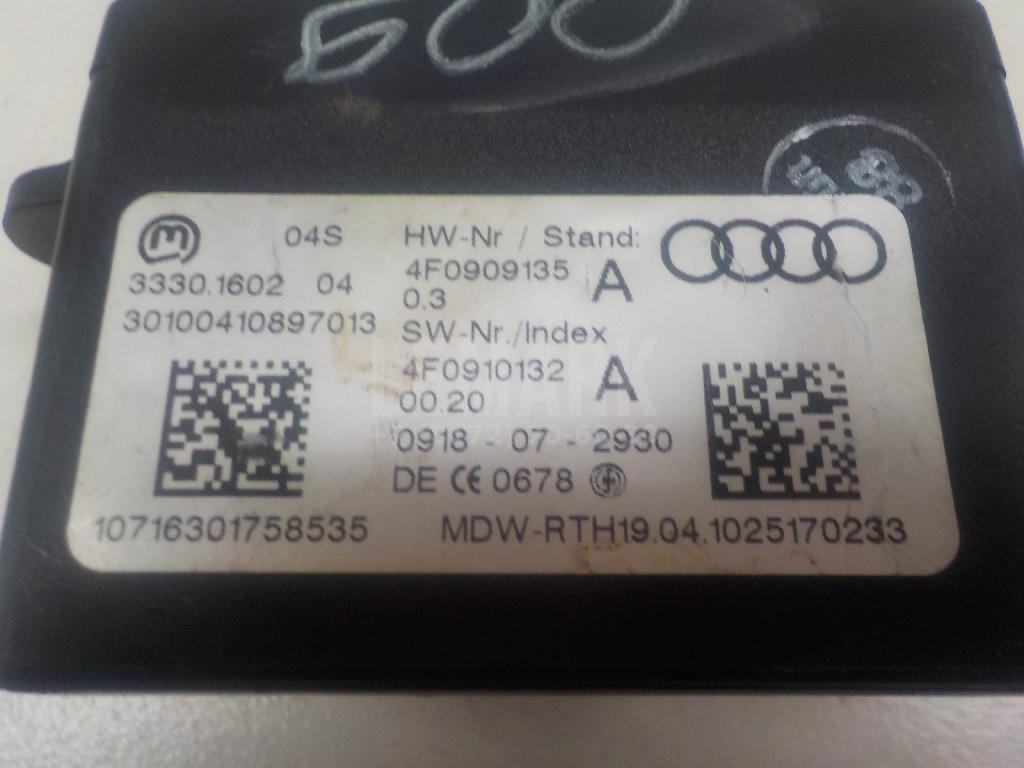 600
04S
3330.1602 04
30100410897013
HW-Nr / Stand:
4F0909135 A
0.3
SW-Nr./Index
4F0910132 A
00.20
0918 07 - 2930
DE CE 0678
10716301758535
MDW-RTH19.04.1025170233